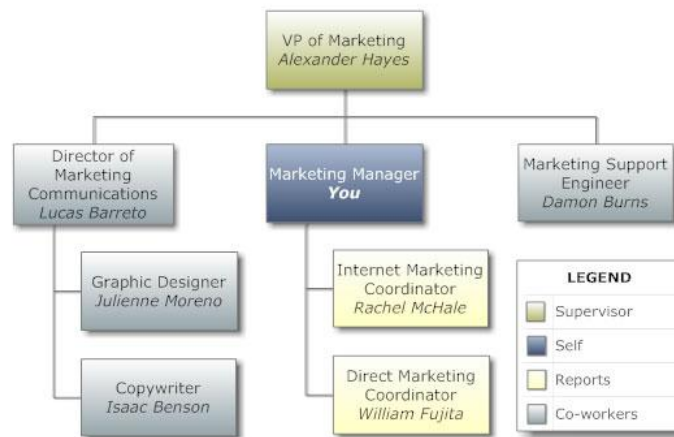 VP of Marketing
Alexander Hayes
Director of
Marketing
Communications
Lucas Barreto
Marketing Manager
You
Marketing Support
Engineer
Damon Burns
Graphic Designer
Julienne Moreno
Copywriter
Isaac Benson
Internet Marketing
Coordinator
Rachel McHale
Direct Marketing
Coordinator
William Fujita
LEGEND
Supervisor
Self
Reports
Co-workers